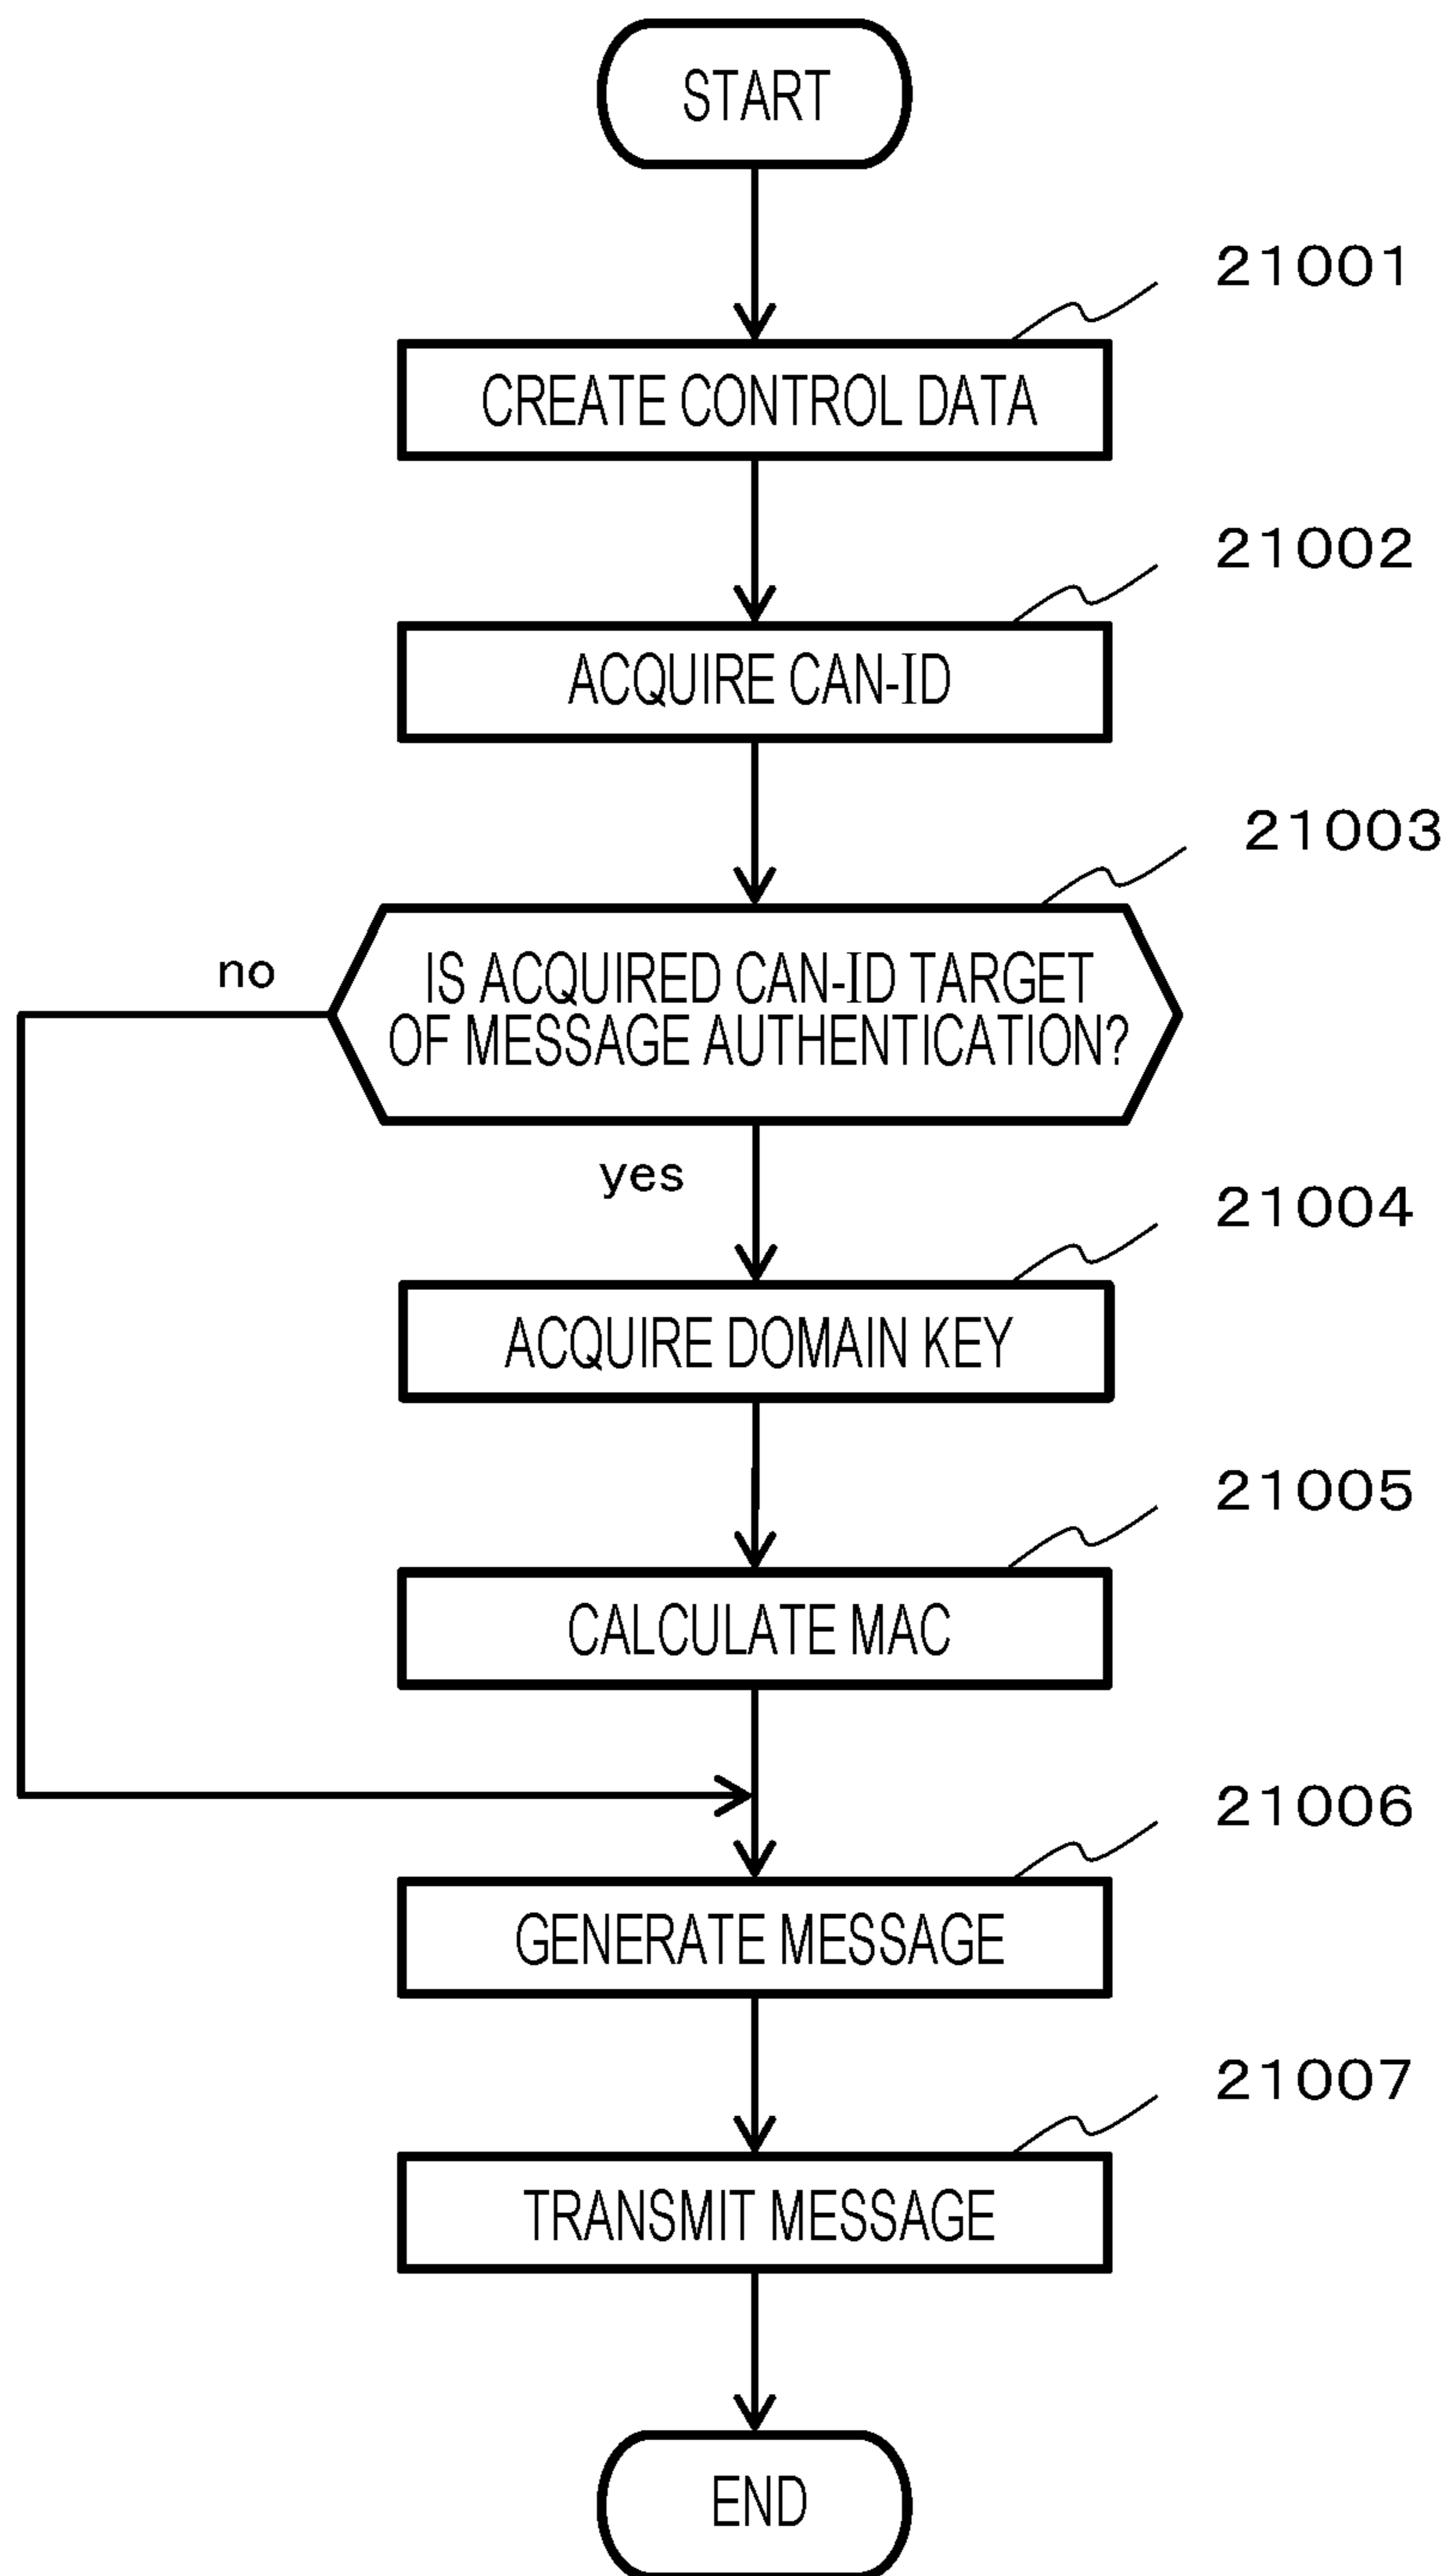 START
21001
CREATE CONTROL DATA
21002
ACQUIRE CAN-ID
21003
IS ACQUIRED CAN-ID TARGET
OF MESSAGE AUTHENTICATION?
no
yes
21004
ACQUIRE DOMAIN KEY
21005
CALCULATE MAC
21006
GENERATE MESSAGE
21007
TRANSMIT MESSAGE
END